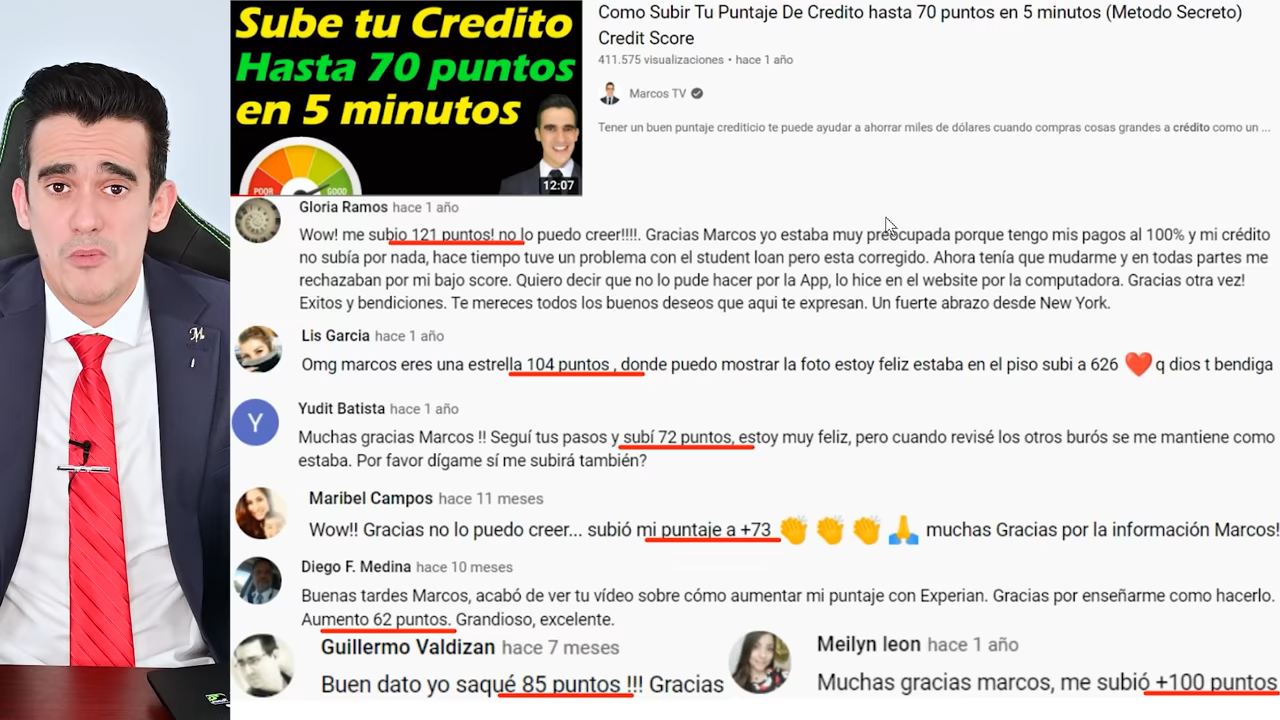 Sube tu Credito
Hasta 70 puntos
en 5 minutos
POOR GOOD
12:07
Como Subir Tu Puntaje De Credito hasta 70 puntos en 5 minutos (Metodo Secreto)
Credit Score
411.575 visualizaciones • hace 1 año
Marcos TV
Tener un buen puntaje crediticio te puede ayudar a ahorrar miles de dólares cuando compras cosas grandes a crédito como un ...
Gloria Ramos hace 1 año
Wow! me subjo 121 puntos! no lo puedo creer!!!!. Gracias Marcos yo estaba muy preocupada porque tengo mis pagos al 100% y mi crédito
no subía por nada, hace tiempo tuve un problema con el student loan pero esta corregido. Ahora tenía que mudarme y en todas partes me
rechazaban por mi bajo score. Quiero decir que no lo pude hacer por la App, lo hice en el website por la computadora. Gracias otra vez!
Exitos y bendiciones. Te mereces todos los buenos deseos que aqui te expresan. Un fuerte abrazo desde New York.
Lis Garcia hace 1 año
Omg marcos eres una estrella 104 puntos , donde puedo mostrar la foto estoy feliz estaba en el piso subi a 626 ❤️ q dios t bendiga
Y
Yudit Batista hace 1 año
Muchas gracias Marcos !! Seguí tus pasos y subí 72 puntos, estoy muy feliz, pero cuando revisé los otros burós se me mantiene como
estaba. Por favor dígame sí me subirá también?
Maribel Campos hace 11 meses
Wow!! Gracias no lo puedo creer... subió mi puntaje a +73 👏 👏 👏 🙏 muchas Gracias por la información Marcos!
Diego F. Medina hace 10 meses
Buenas tardes Marcos, acabó de ver tu vídeo sobre cómo aumentar mi puntaje con Experian. Gracias por enseñarme como hacerlo.
Aumento 62 puntos. Grandioso, excelente.
Guillermo Valdizan hace 7 meses
Buen dato yo saqué 85 puntos !!! Gracias
Meilyn leon hace 1 año
Muchas gracias marcos, me subió +100 puntos